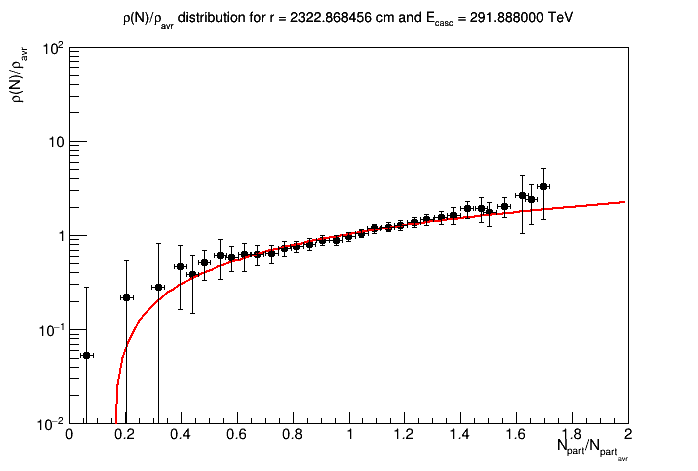 ρ(N)/ρavr distribution for r = 2322.868456 cm and Ecasc = 291.888000 TeV
ρ(N)/ρavr
10²
10
1
10⁻¹
10⁻²
0 0.2 0.4 0.6 0.8 1 1.2 1.4 1.6 1.8 2
Npart/Npartavr